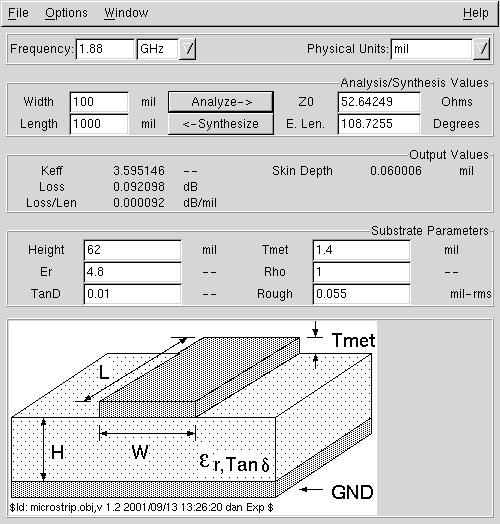 File Options Window Help
Frequency: 1.88 GHz Physical Units: mil
Analysis/Synthesis Values
Width 100 mil Analyze-> Z0 52.64249 Ohms
Length 1000 mil <-Synthesize E. Len. 108.7255 Degrees
Output Values
Keff 3.595146 -- Skin Depth 0.060006 mil
Loss 0.092098 dB
Loss/Len 0.000092 dB/mil
Substrate Parameters
Height 62 mil Tmet 1.4 mil
Er 4.8 -- Rho 1 --
TanD 0.01 -- Rough 0.055 mil-rms
Tmet
L
H W
εr,Tanδ
GND
$Id: microstrip.obj,v 1.2 2001/09/13 13:26:20 dan Exp $